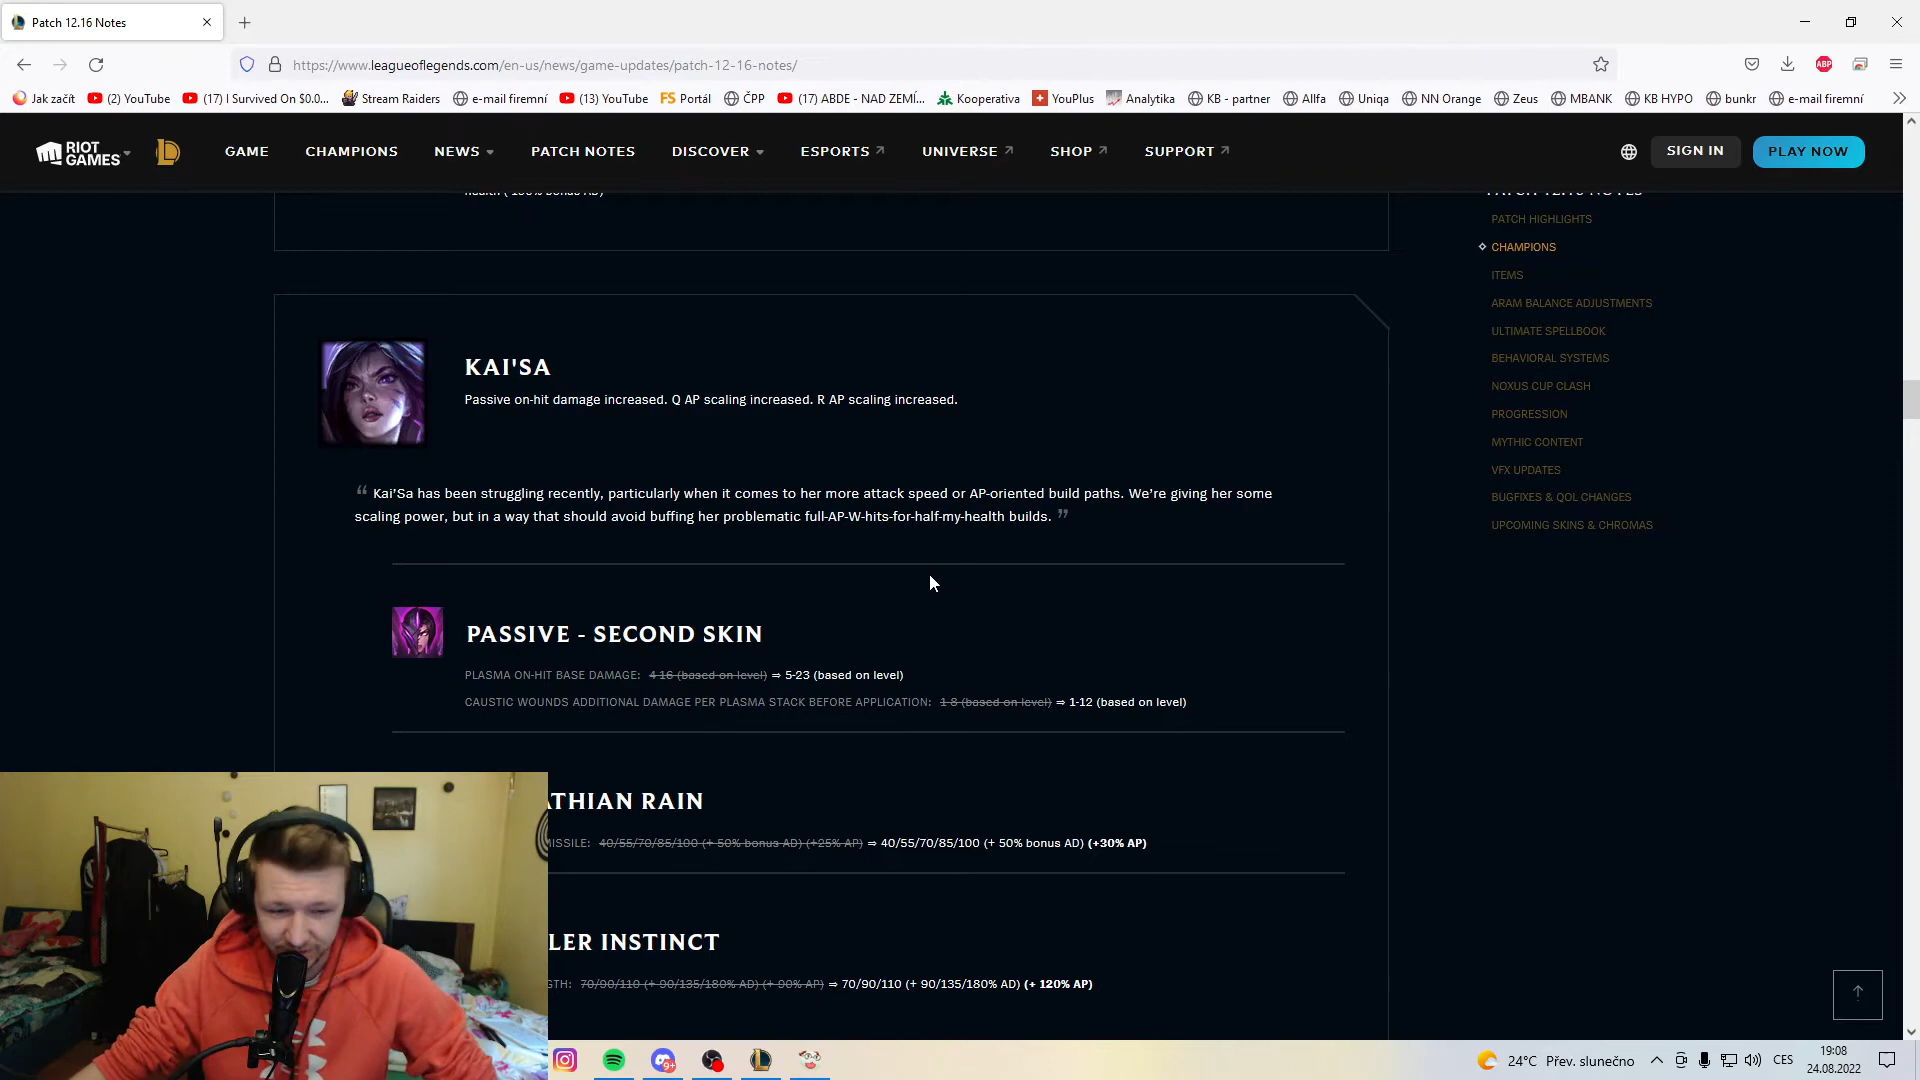 Patch 12.16 Notes
https://www.leagueoflegends.com/en-us/news/game-updates/patch-12-16-notes/
ABP
Jak začít
(2) YouTube
(17) I Survived On $0.0...
Stream Raiders
e-mail firemní
(13) YouTube
FS Portál
ČPP
(17) ABDE - NAD ZEMÍ...
Kooperativa
YouPlus
Analytika
KB - partner
Allfa
Uniqa
NN Orange
Zeus
MBANK
KB HYPO
bunkr
e-mail firemní
RIOT GAMES
GAME
CHAMPIONS
NEWS
PATCH NOTES
DISCOVER
ESPORTS
UNIVERSE
SHOP
SUPPORT
SIGN IN
PLAY NOW
PATCH 12.16 NOTES
PATCH HIGHLIGHTS
CHAMPIONS
ITEMS
ARAM BALANCE ADJUSTMENTS
ULTIMATE SPELLBOOK
BEHAVIORAL SYSTEMS
NOXUS CUP CLASH
PROGRESSION
MYTHIC CONTENT
VFX UPDATES
BUGFIXES & QOL CHANGES
UPCOMING SKINS & CHROMAS
KAI'SA
Passive on-hit damage increased. Q AP scaling increased. R AP scaling increased.
“ Kai’Sa has been struggling recently, particularly when it comes to her more attack speed or AP-oriented build paths. We’re giving her some
scaling power, but in a way that should avoid buffing her problematic full-AP-W-hits-for-half-my-health builds. ”
PASSIVE - SECOND SKIN
PLASMA ON-HIT BASE DAMAGE: 4-16 (based on level) ⇒ 5-23 (based on level)
CAUSTIC WOUNDS ADDITIONAL DAMAGE PER PLASMA STACK BEFORE APPLICATION: 1-8 (based on level) ⇒ 1-12 (based on level)
ATHIAN RAIN
MISSILE: 40/55/70/85/100 (+ 50% bonus AD) (+25% AP) ⇒ 40/55/70/85/100 (+ 50% bonus AD) (+30% AP)
LER INSTINCT
GTH: 70/90/110 (+ 90/135/180% AD) (+ 90% AP) ⇒ 70/90/110 (+ 90/135/180% AD) (+ 120% AP)
9+
24°C Přev. slunečno
CES
19:08
24.08.2022